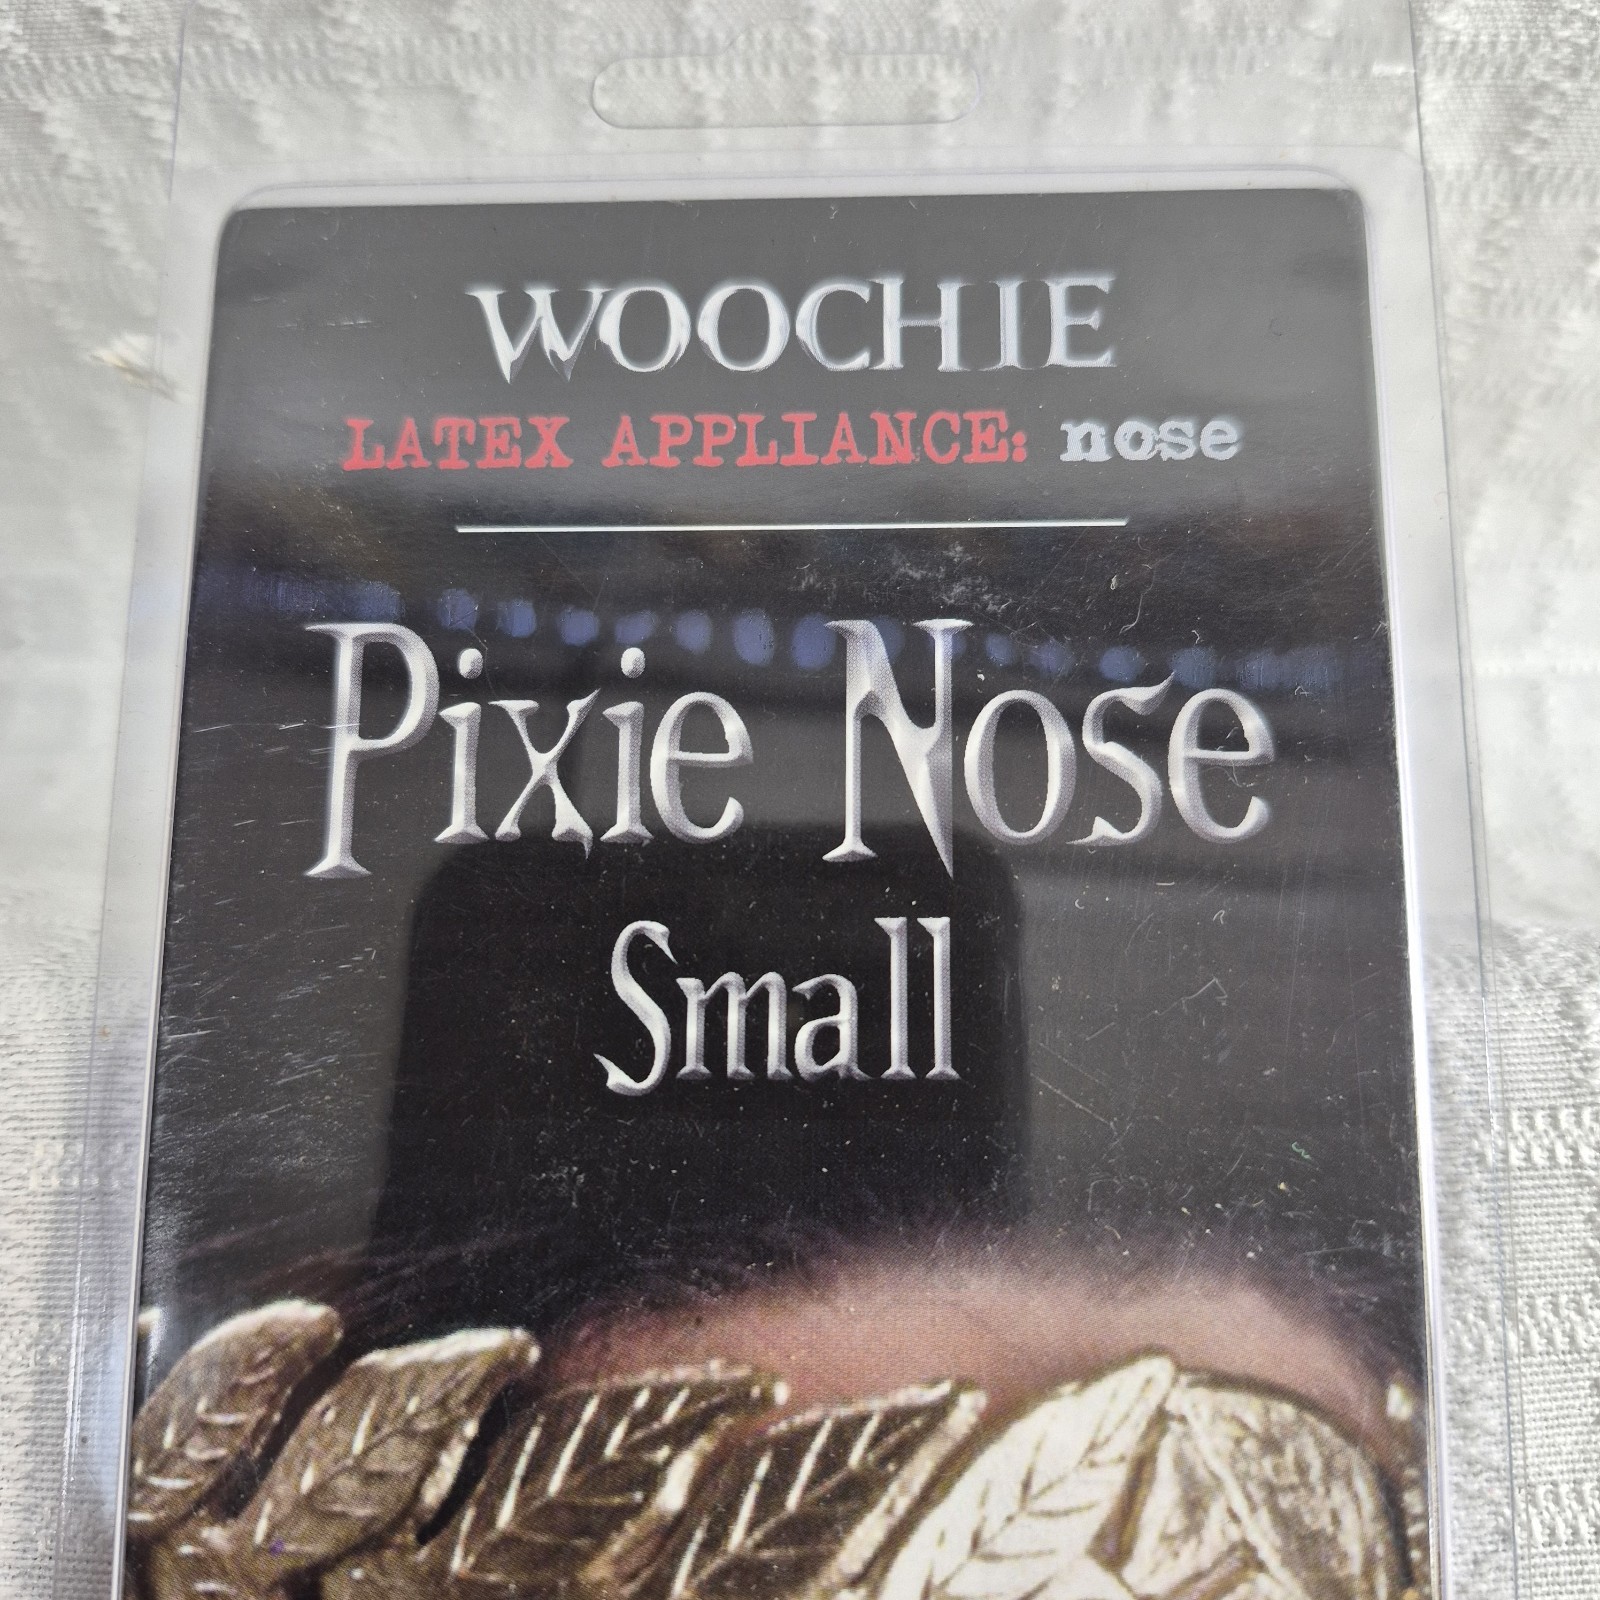 WOOCHIE
LATEX APPLIANCE: nose
Pixie Nose
Small